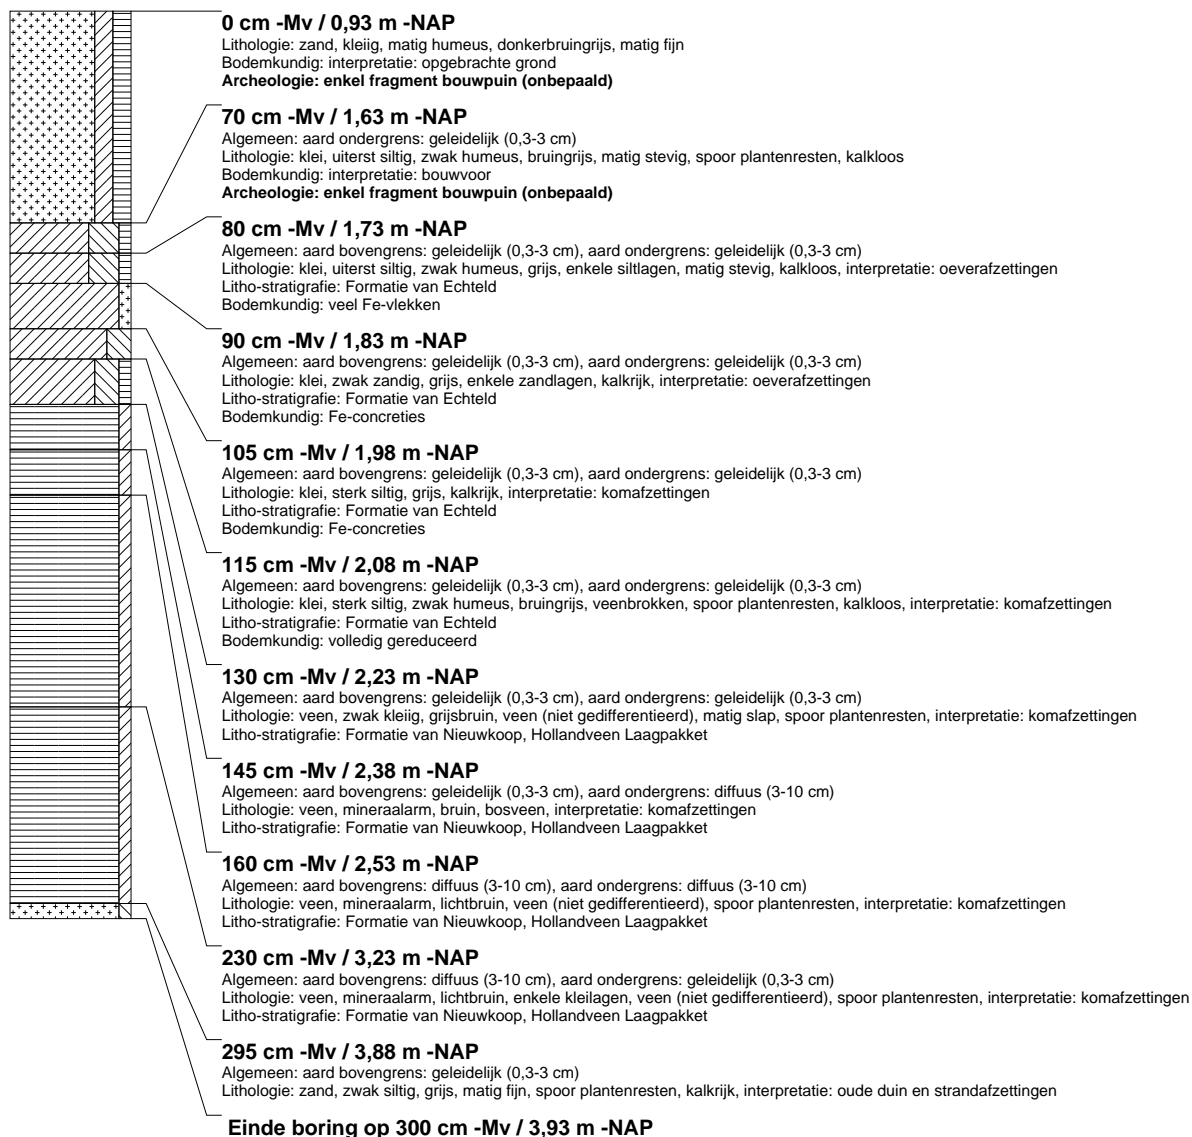 0 cm -Mv / 0,93 m -NAP
Lithologie: zand, kleiig, matig humeus, donkerbruingrijs, matig fijn
Bodemkundig: interpretatie: opgebrachte grond
Archeologie: enkel fragment bouwpuin (onbepaald)
70 cm -Mv / 1,63 m -NAP
Algemeen: aard ondergrens: geleidelijk (0,3-3 cm)
Lithologie: klei, uiterst siltig, zwak humeus, bruingrijs, matig stevig, spoor plantenresten, kalkloos
Bodemkundig: interpretatie: bouwvoor
Archeologie: enkel fragment bouwpuin (onbepaald)
80 cm -Mv / 1,73 m -NAP
Algemeen: aard bovengrens: geleidelijk (0,3-3 cm), aard ondergrens: geleidelijk (0,3-3 cm)
Lithologie: klei, uiterst siltig, zwak humeus, grijs, enkele siltlagen, matig stevig, kalkloos, interpretatie: oeverafzettingen
Litho-stratigrafie: Formatie van Echteld
Bodemkundig: veel Fe-vlekken
90 cm -Mv / 1,83 m -NAP
Algemeen: aard bovengrens: geleidelijk (0,3-3 cm), aard ondergrens: geleidelijk (0,3-3 cm)
Lithologie: klei, zwak zandig, grijs, enkele zandlagen, kalkrijk, interpretatie: oeverafzettingen
Litho-stratigrafie: Formatie van Echteld
Bodemkundig: Fe-concreties
105 cm -Mv / 1,98 m -NAP
Algemeen: aard bovengrens: geleidelijk (0,3-3 cm), aard ondergrens: geleidelijk (0,3-3 cm)
Lithologie: klei, sterk siltig, grijs, kalkrijk, interpretatie: komafzettingen
Litho-stratigrafie: Formatie van Echteld
Bodemkundig: Fe-concreties
115 cm -Mv / 2,08 m -NAP
Algemeen: aard bovengrens: geleidelijk (0,3-3 cm), aard ondergrens: geleidelijk (0,3-3 cm)
Lithologie: klei, sterk siltig, zwak humeus, bruingrijs, veenbrokken, spoor plantenresten, kalkloos, interpretatie: komafzettingen
Litho-stratigrafie: Formatie van Echteld
Bodemkundig: volledig gereduceerd
130 cm -Mv / 2,23 m -NAP
Algemeen: aard bovengrens: geleidelijk (0,3-3 cm), aard ondergrens: geleidelijk (0,3-3 cm)
Lithologie: veen, zwak kleiig, grijsbruin, veen (niet gedifferentieerd), matig slap, spoor plantenresten, interpretatie: komafzettingen
Litho-stratigrafie: Formatie van Nieuwkoop, Hollandveen Laagpakket
145 cm -Mv / 2,38 m -NAP
Algemeen: aard bovengrens: geleidelijk (0,3-3 cm), aard ondergrens: diffuus (3-10 cm)
Lithologie: veen, mineraalarm, bruin, bosveen, interpretatie: komafzettingen
Litho-stratigrafie: Formatie van Nieuwkoop, Hollandveen Laagpakket
160 cm -Mv / 2,53 m -NAP
Algemeen: aard bovengrens: diffuus (3-10 cm), aard ondergrens: diffuus (3-10 cm)
Lithologie: veen, mineraalarm, lichtbruin, veen (niet gedifferentieerd), spoor plantenresten, interpretatie: komafzettingen
Litho-stratigrafie: Formatie van Nieuwkoop, Hollandveen Laagpakket
230 cm -Mv / 3,23 m -NAP
Algemeen: aard bovengrens: diffuus (3-10 cm), aard ondergrens: geleidelijk (0,3-3 cm)
Lithologie: veen, mineraalarm, lichtbruin, enkele kleilagen, veen (niet gedifferentieerd), spoor plantenresten, interpretatie: komafzettingen
Litho-stratigrafie: Formatie van Nieuwkoop, Hollandveen Laagpakket
295 cm -Mv / 3,88 m -NAP
Algemeen: aard bovengrens: geleidelijk (0,3-3 cm)
Lithologie: zand, zwak siltig, grijs, matig fijn, spoor plantenresten, kalkrijk, interpretatie: oude duin en strandafzettingen
Einde boring op 300 cm -Mv / 3,93 m -NAP